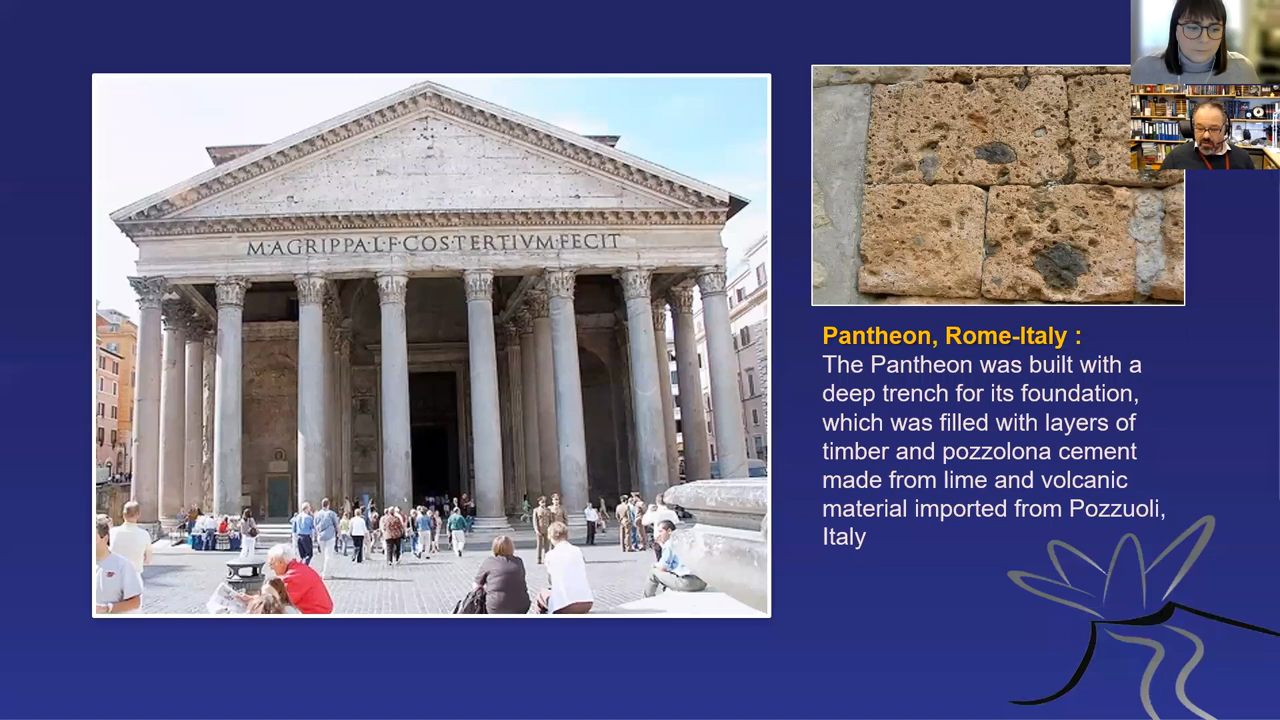 M·AGRIPPA·L·F·COS·TERTIVM·FECIT
Pantheon, Rome-Italy :
The Pantheon was built with a
deep trench for its foundation,
which was filled with layers of
timber and pozzolona cement
made from lime and volcanic
material imported from Pozzuoli,
Italy